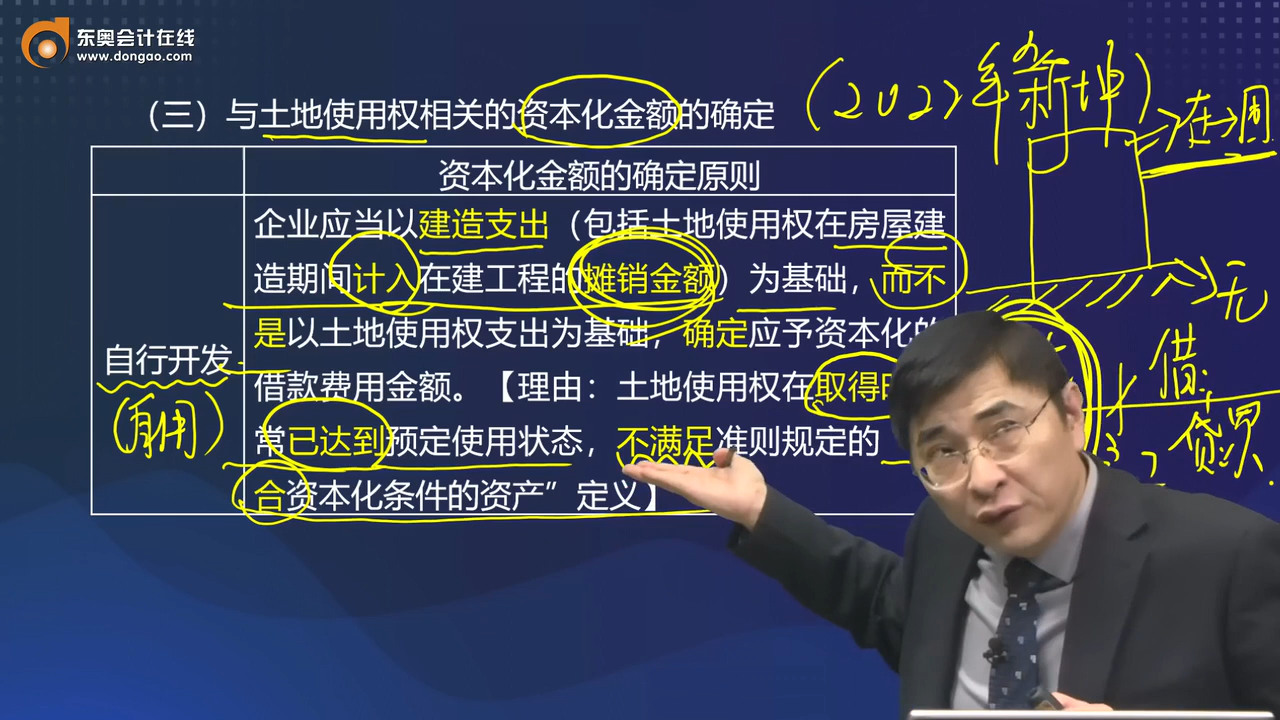 东奥会计在线
www.dongao.com
（三）与土地使用权相关的资本化金额的确定
（2022年新增）
资本化金额的确定原则
企业应当以建造支出（包括土地使用权在房屋建
造期间计入在建工程的摊销金额）为基础，而不
是以土地使用权支出为基础，确定应予资本化的
借款费用金额。【理由：土地使用权在取得时
常已达到预定使用状态，不满足准则规定的
合资本化条件的资产”定义】
自行开发
（自用）
在→固
无
借:
贷:累